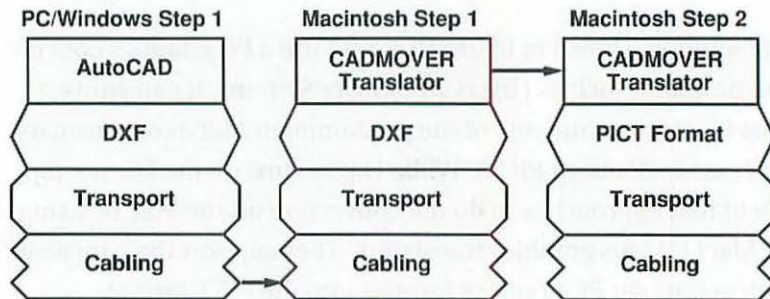 PC/Windows Step 1
AutoCAD
DXF
Transport
Cabling
Macintosh Step 1
CADMOVER
Translator
DXF
Transport
Cabling
Macintosh Step 2
CADMOVER
Translator
PICT Format
Transport
Cabling